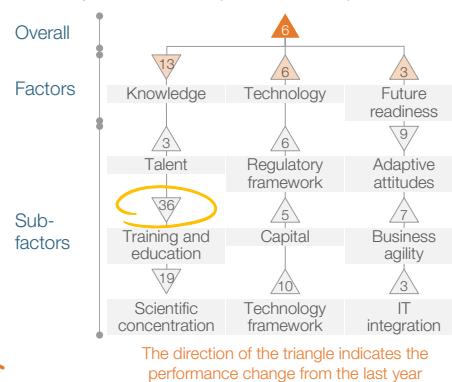 Overall
6
13
6
3
Factors
Knowledge
Technology
Future
readiness
3
6
9
Talent
Regulatory
framework
Adaptive
attitudes
36
5
7
Sub-
factors
Training and
education
Capital
Business
agility
19
10
3
Scientific
concentration
Technology
framework
IT
integration
The direction of the triangle indicates the
performance change from the last year